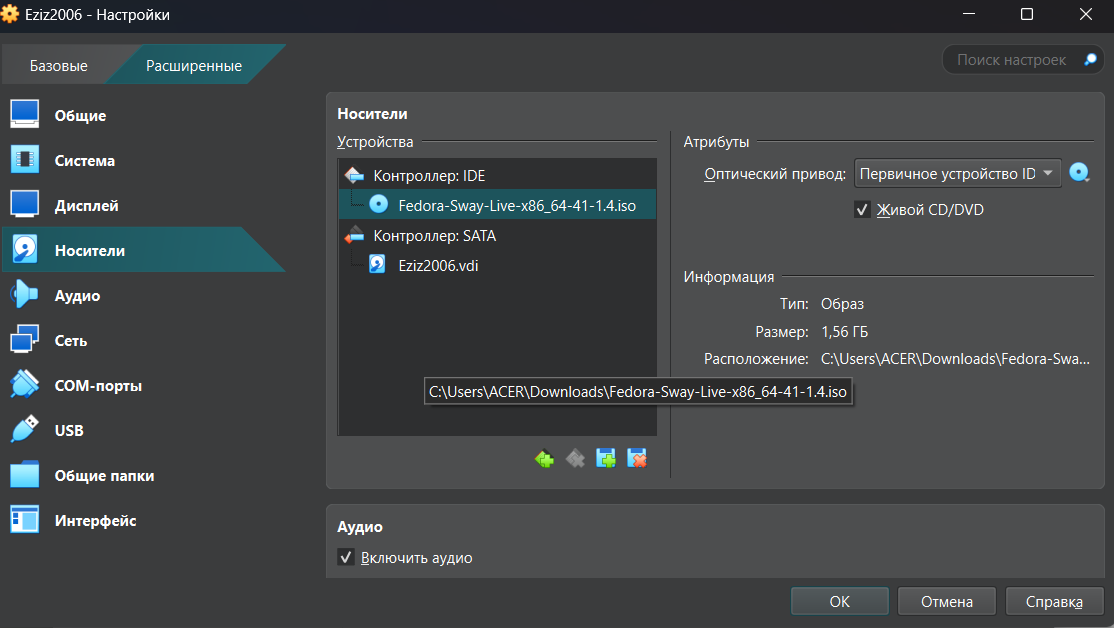 Eziz2006 - Настройки
Базовые
Расширенные
Поиск настроек
Общие
Система
Дисплей
Носители
Аудио
Сеть
COM-порты
USB
Общие папки
Интерфейс
Носители
Устройства
Контроллер: IDE
Fedora-Sway-Live-x86_64-41-1.4.iso
Контроллер: SATA
Eziz2006.vdi
C:\Users\ACER\Downloads\Fedora-Sway-Live-x86_64-41-1.4.iso
Атрибуты
Оптический привод: Первичное устройство ID
Живой CD/DVD
Информация
Тип: Образ
Размер: 1,56 ГБ
Расположение: C:\Users\ACER\Downloads\Fedora-Swa...
Аудио
Включить аудио
OK
Отмена
Справка